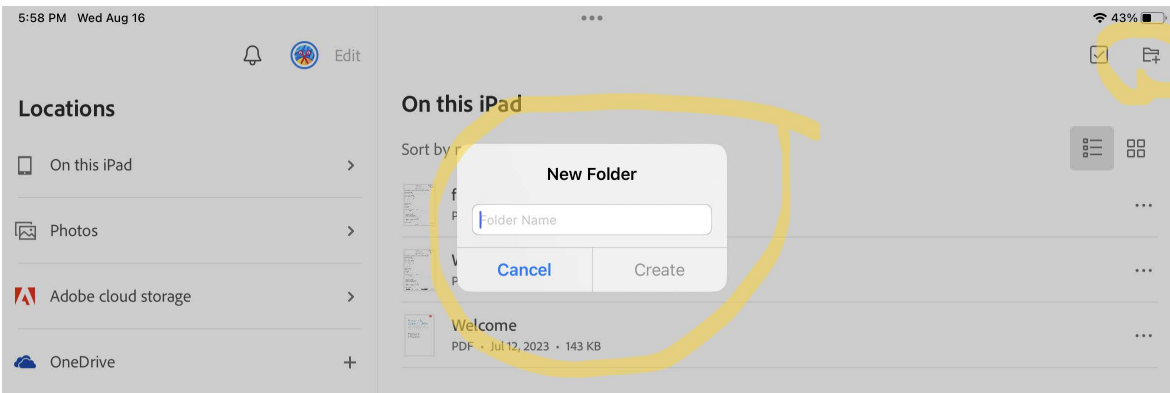 5:58 PM Wed Aug 16
43%
Edit
Locations
On this iPad
Photos
Adobe cloud storage
OneDrive
On this iPad
Sort by
New Folder
Folder Name
Cancel
Create
Welcome
PDF • Jul 12, 2023 • 143 KB